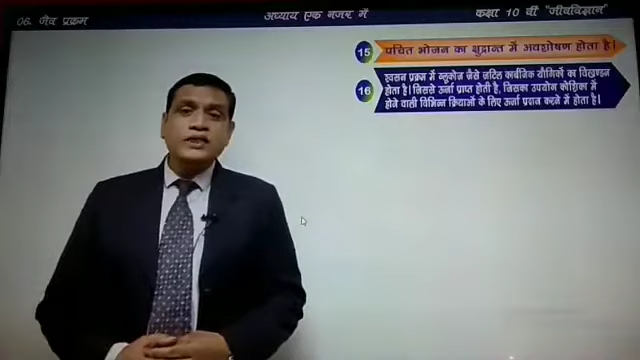 06. जैव प्रक्रम
अध्याय एक नजर में
कक्षा 10 वीं "जीवविज्ञान"
15 पचित भोजन का क्षुद्रान्त में अवशोषण होता है।
16 श्वसन प्रक्रम में ग्लुकोज़ जैसे जटिल कार्बनिक यौगिकों का विखण्डन
होता है। जिससे ऊर्जा प्राप्त होती है, जिसका उपयोग कोशिका में
होने वाली विभिन्न क्रियाओं के लिए ऊर्जा प्रदान करने में होता है।